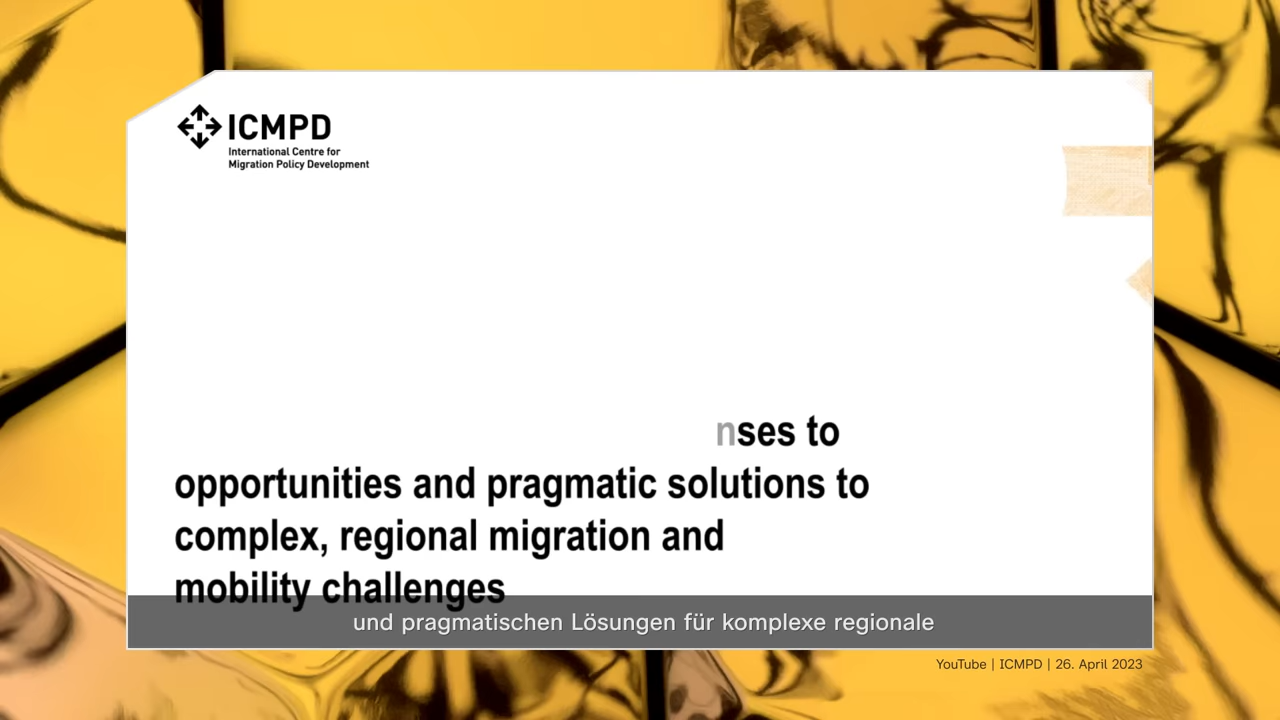 ICMPD
International Centre for
Migration Policy Development
nses to
opportunities and pragmatic solutions to
complex, regional migration and
mobility challenges
und pragmatischen Lösungen für komplexe regionale
YouTube | ICMPD | 26. April 2023